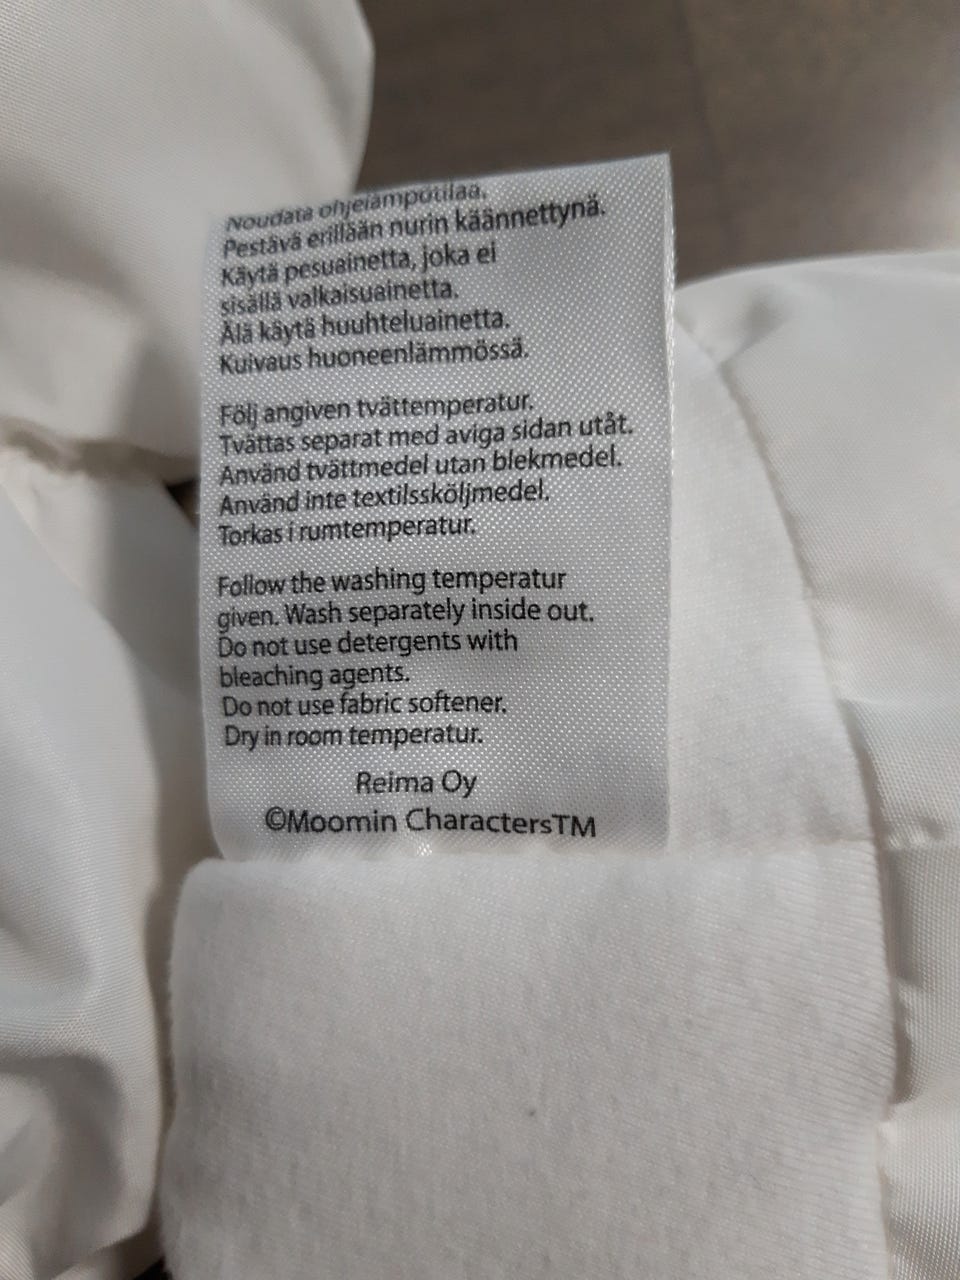 Noudata ohjelämpötilaa.
Pestävä erillään nurin käännettynä.
Käytä pesuainetta, joka ei
sisällä valkaisuainetta.
Älä käytä huuhteluainetta.
Kuivaus huoneenlämmössä.
Följ angiven tvättemperatur.
Tvättas separat med aviga sidan utåt.
Använd tvättmedel utan blekmedel.
Använd inte textilssköljmedel.
Torkas i rumtemperatur.
Follow the washing temperatur
given. Wash separately inside out.
Do not use detergents with
bleaching agents.
Do not use fabric softener.
Dry in room temperatur.
Reima Oy
©Moomin CharactersTM